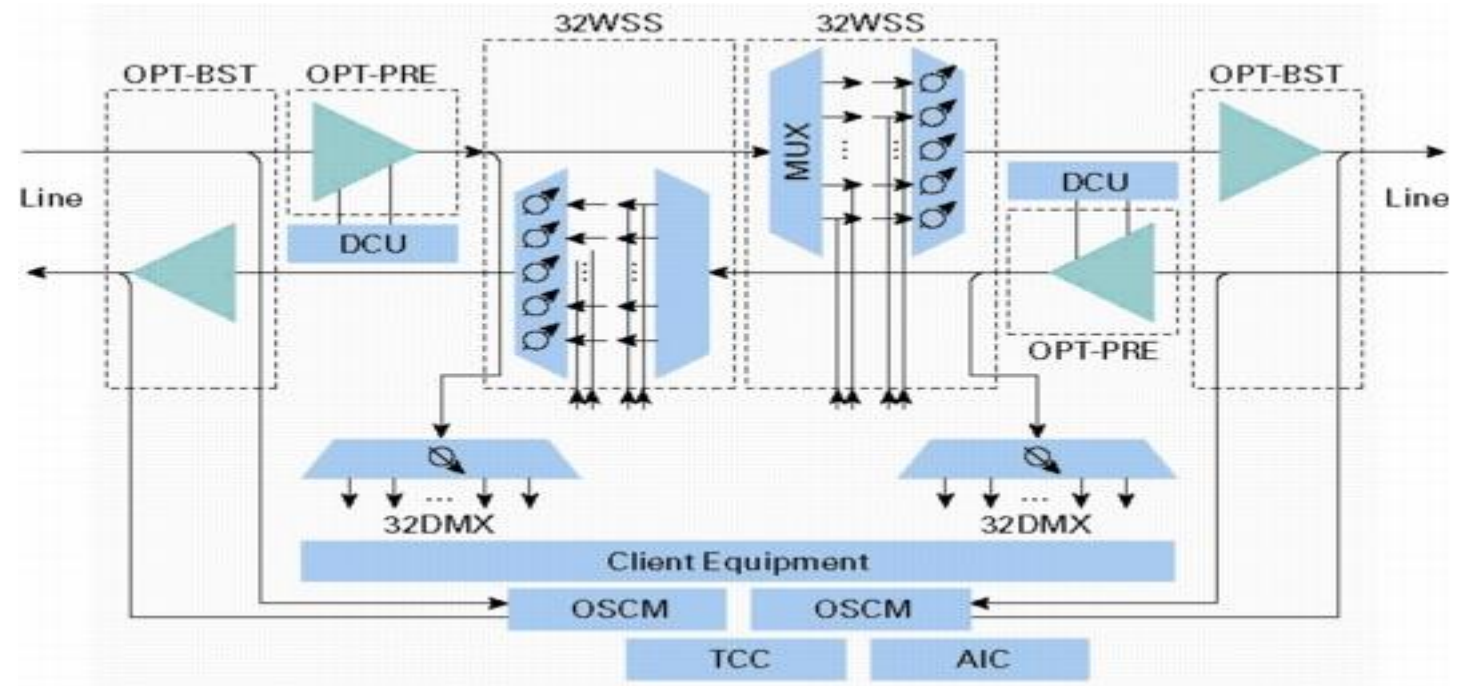 32WSS
32WSS
OPT-BST
OPT-PRE
OPT-BST
MUX
DCU
Line
Line
DCU
OPT-PRE
32DMX
32DMX
Client Equipment
OSCM
OSCM
TCC
AIC